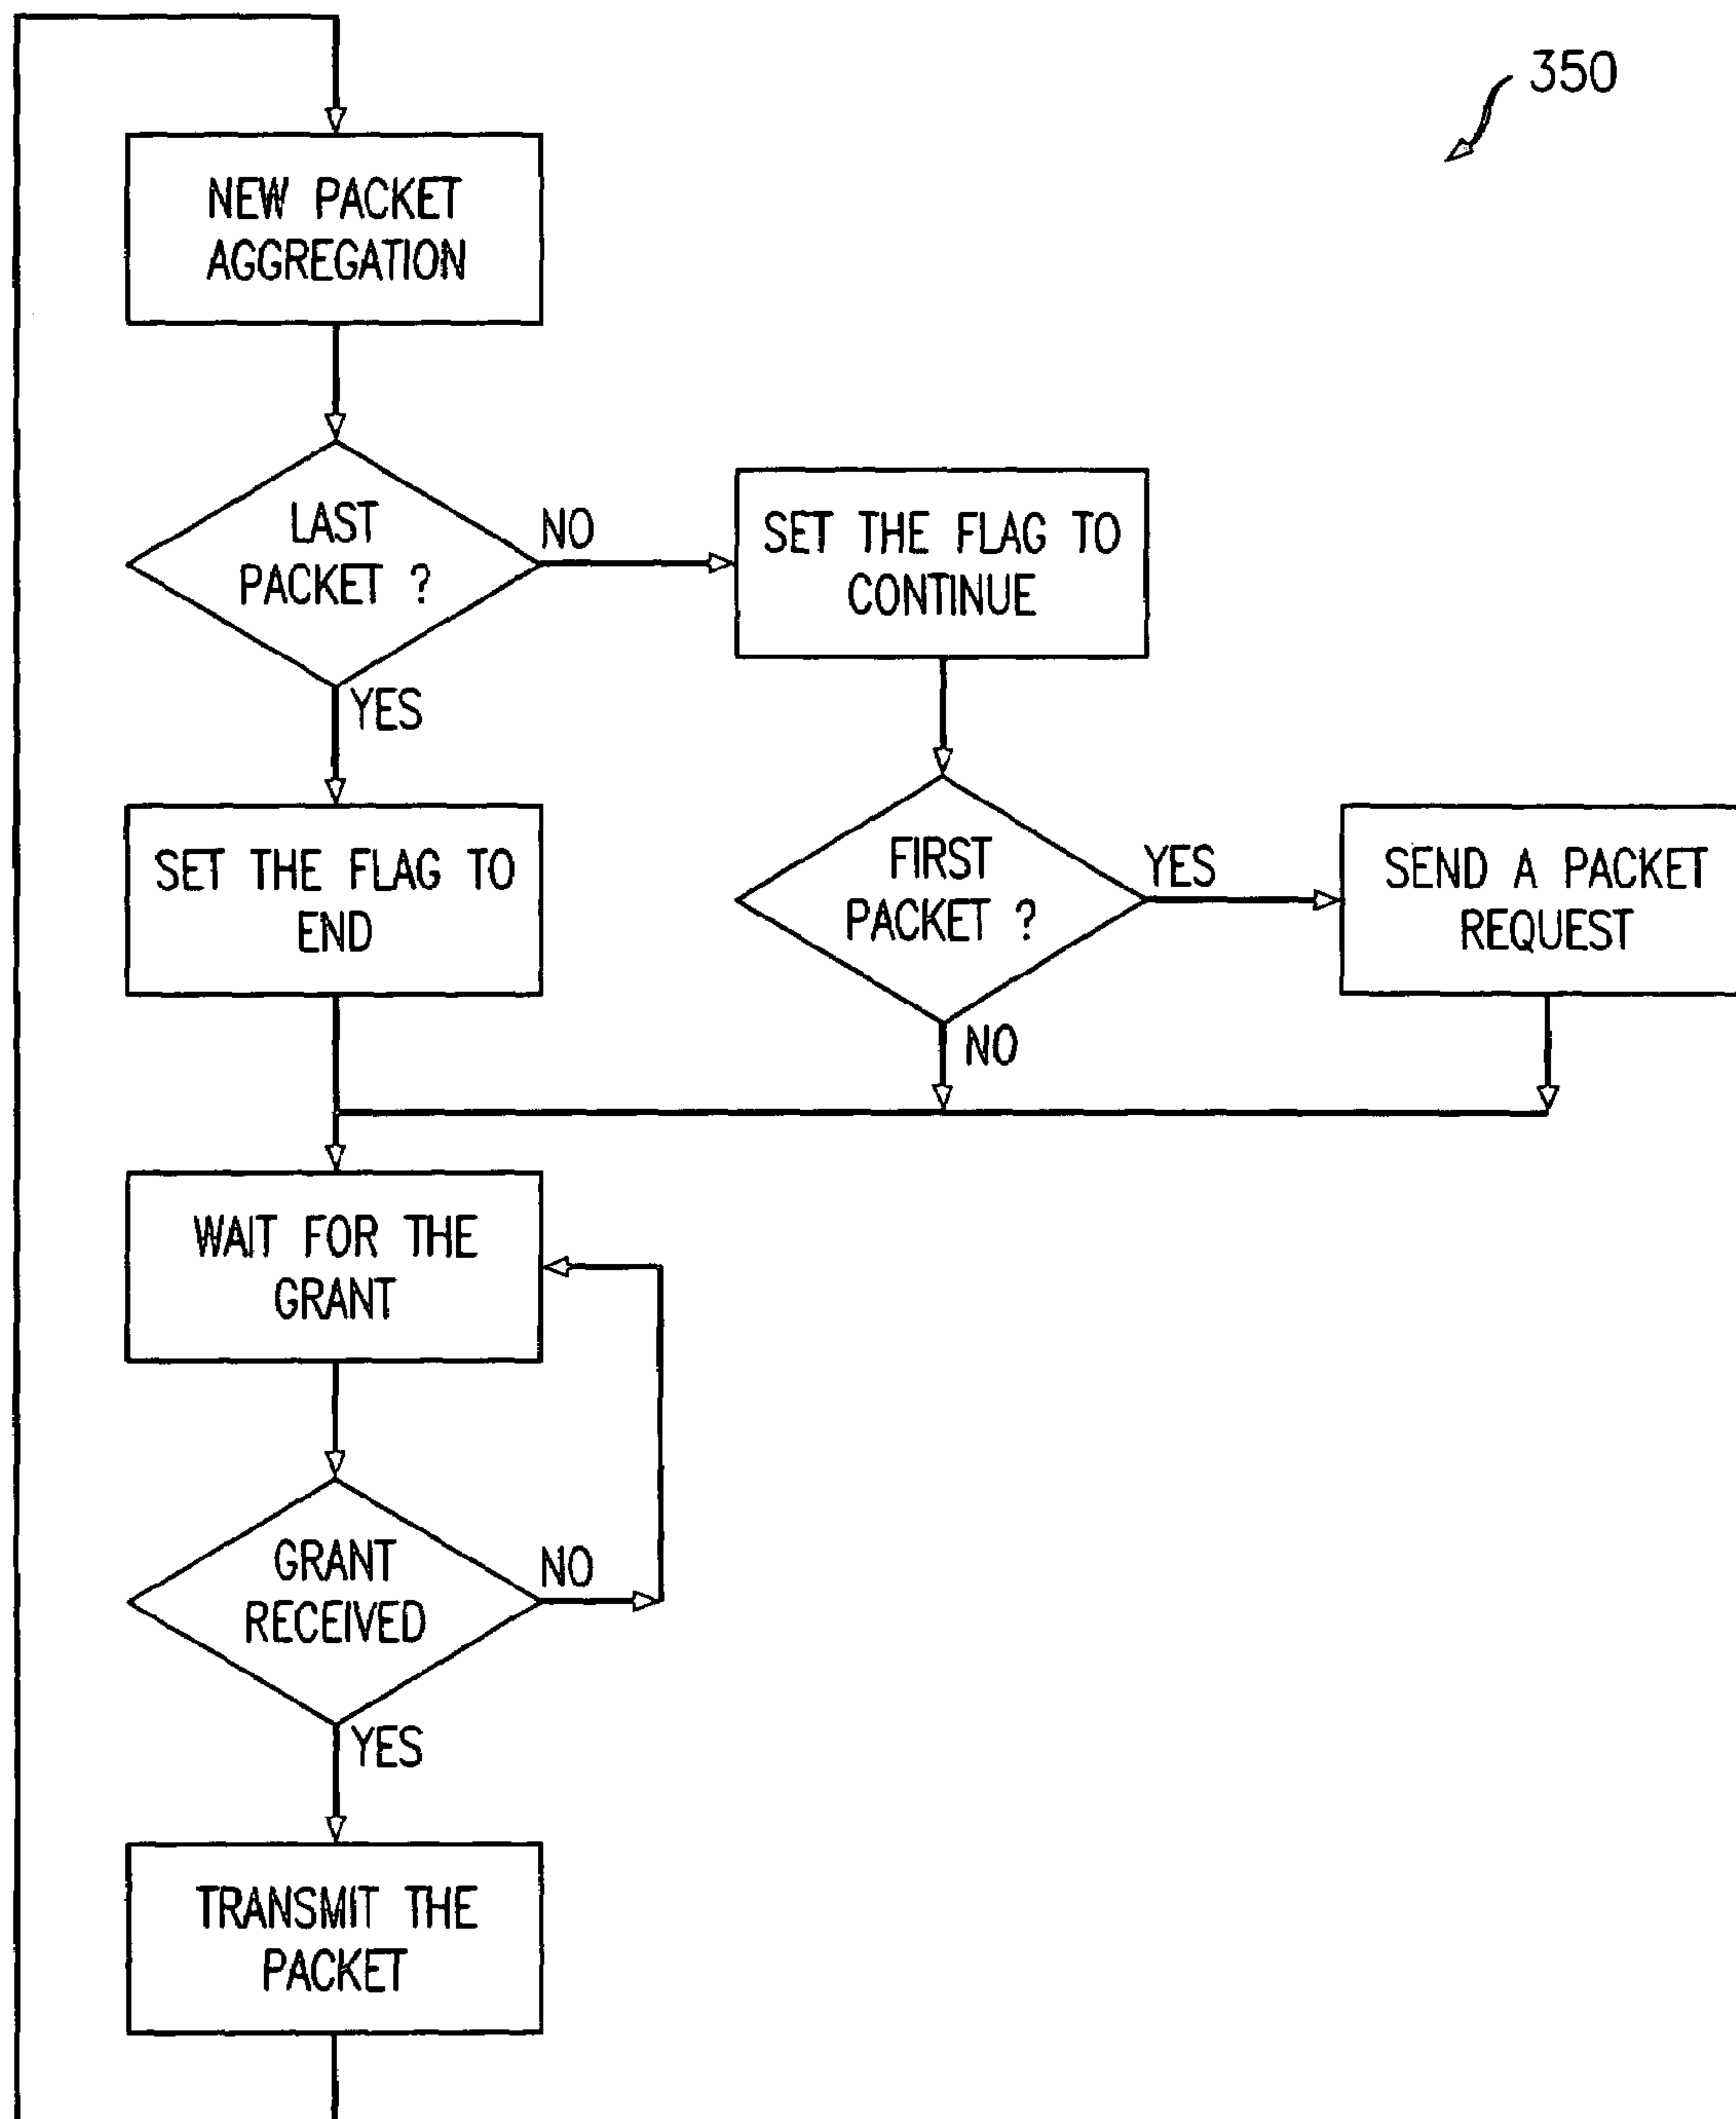 350
NEW PACKET
AGGREGATION
LAST
PACKET ?
NO
SET THE FLAG TO
CONTINUE
YES
SET THE FLAG TO
END
FIRST
PACKET ?
YES
SEND A PACKET
REQUEST
NO
WAIT FOR THE
GRANT
GRANT
RECEIVED
NO
YES
TRANSMIT THE
PACKET